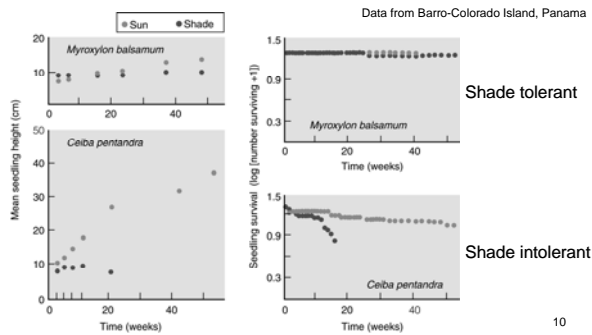 Data from Barro-Colorado Island, Panama
Sun Shade
20
10
0
Myroxylon balsamum
0 20 40
Mean seedling height (cm)
50
40
30
20
10
0
Ceiba pentandra
0 20 40
Time (weeks)
Seedling survival (log [number surviving +1])
1.5
0.9
0.3
Myroxylon balsamum
0 20 40
Time (weeks)
Shade tolerant
1.5
0.9
0.3
Ceiba pentandra
0 20 40
Time (weeks)
Shade intolerant
10